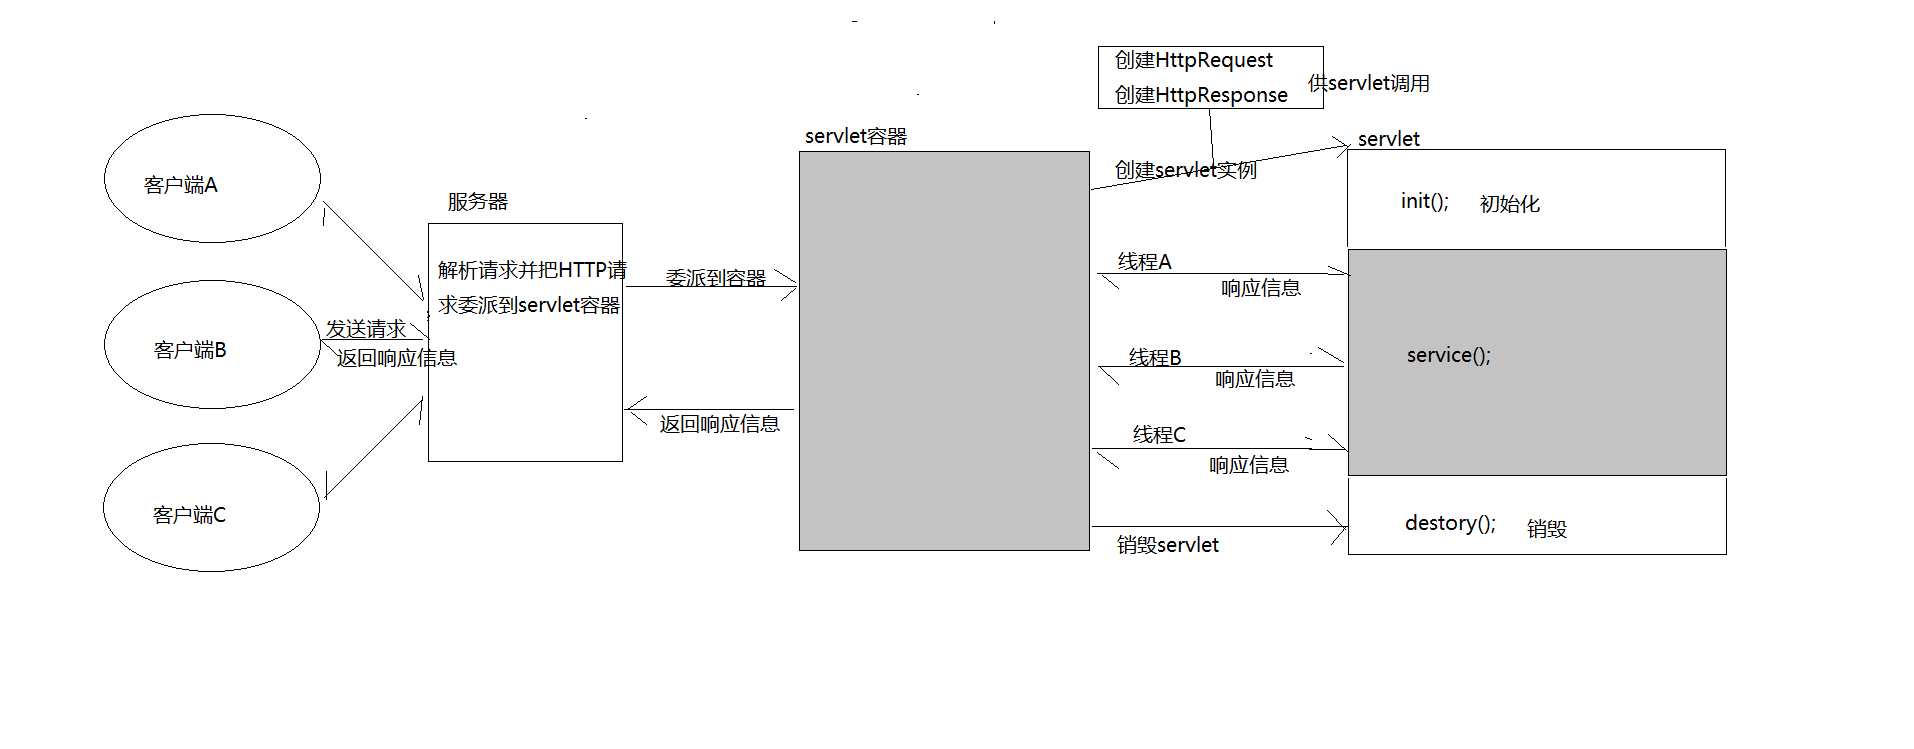 创建HttpRequest
创建HttpResponse
供servlet调用
servlet容器
servlet
创建servlet实例
客户端A
服务器
init(); 初始化
解析请求并把HTTP请
求委派到servlet容器
委派到容器
线程A
响应信息
发送请求
返回响应信息
客户端B
线程B
响应信息
service();
返回响应信息
线程C
响应信息
客户端C
destory(); 销毁
销毁servlet